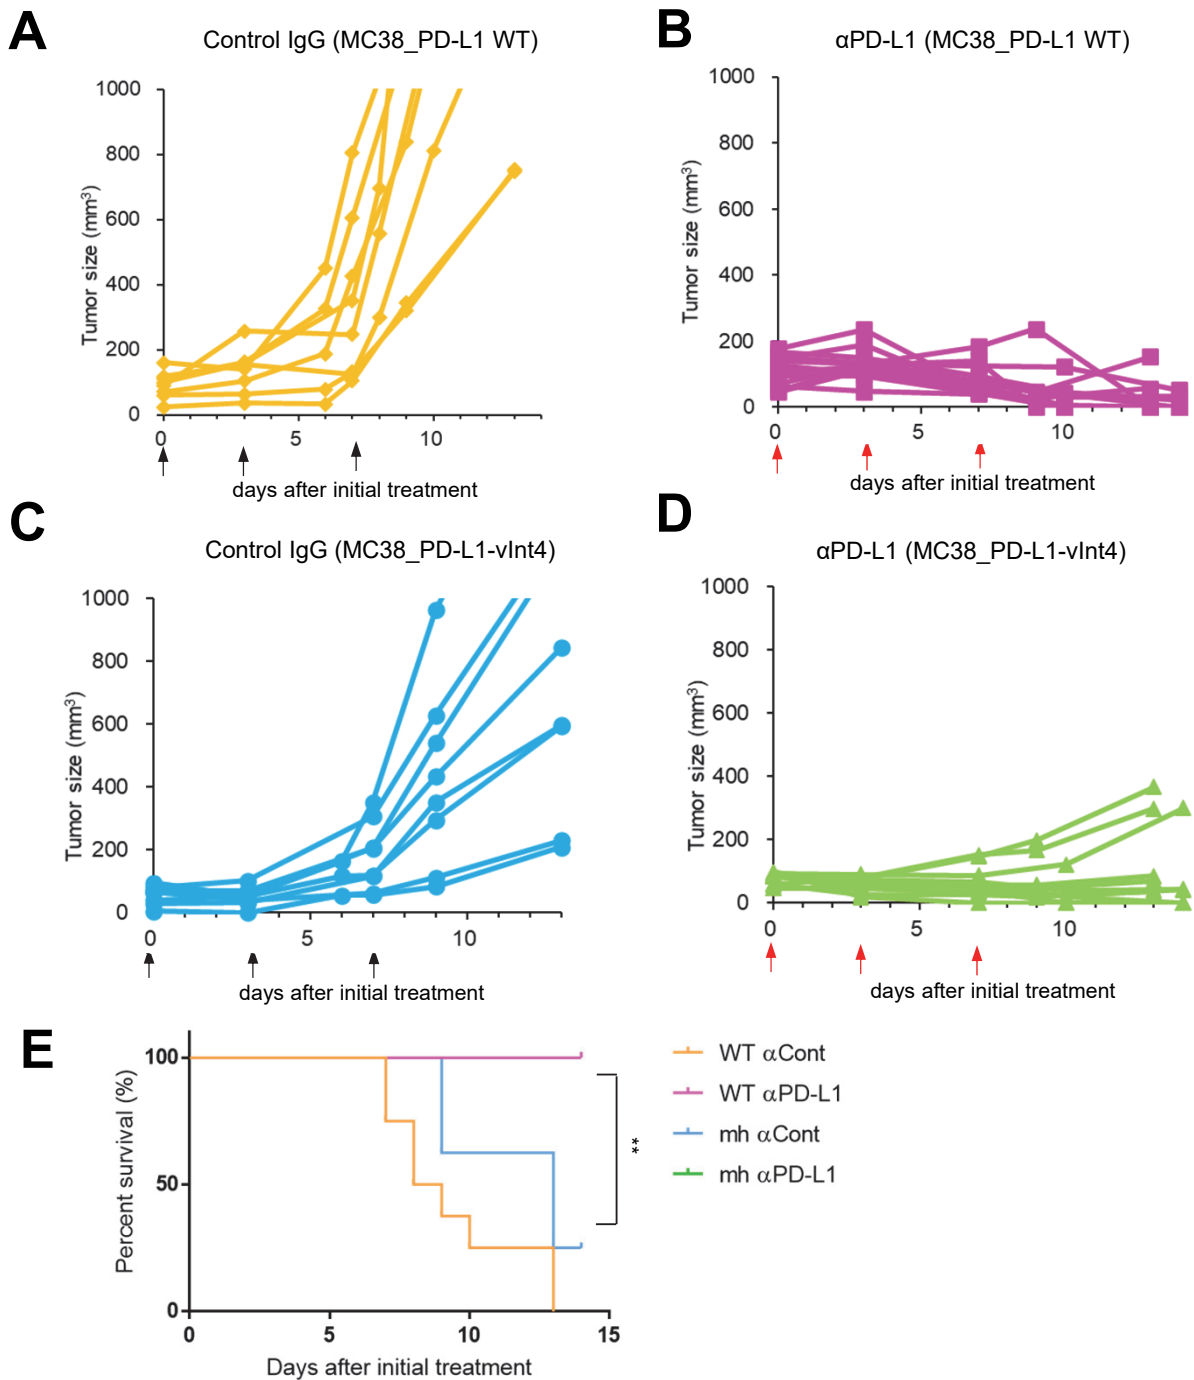 A
Control IgG (MC38_PD-L1 WT)
Tumor size (mm³)
1000
800
600
400
200
0
0 5 10
days after initial treatment
B
αPD-L1 (MC38_PD-L1 WT)
Tumor size (mm³)
1000
800
600
400
200
0
0 5 10
days after initial treatment
C
Control IgG (MC38_PD-L1-vInt4)
Tumor size (mm³)
1000
800
600
400
200
0
0 5 10
days after initial treatment
D
αPD-L1 (MC38_PD-L1-vInt4)
Tumor size (mm³)
1000
800
600
400
200
0
0 5 10
days after initial treatment
E
Percent survival (%)
100
50
0
0 5 10 15
Days after initial treatment
**
WT αCont
WT αPD-L1
mh αCont
mh αPD-L1